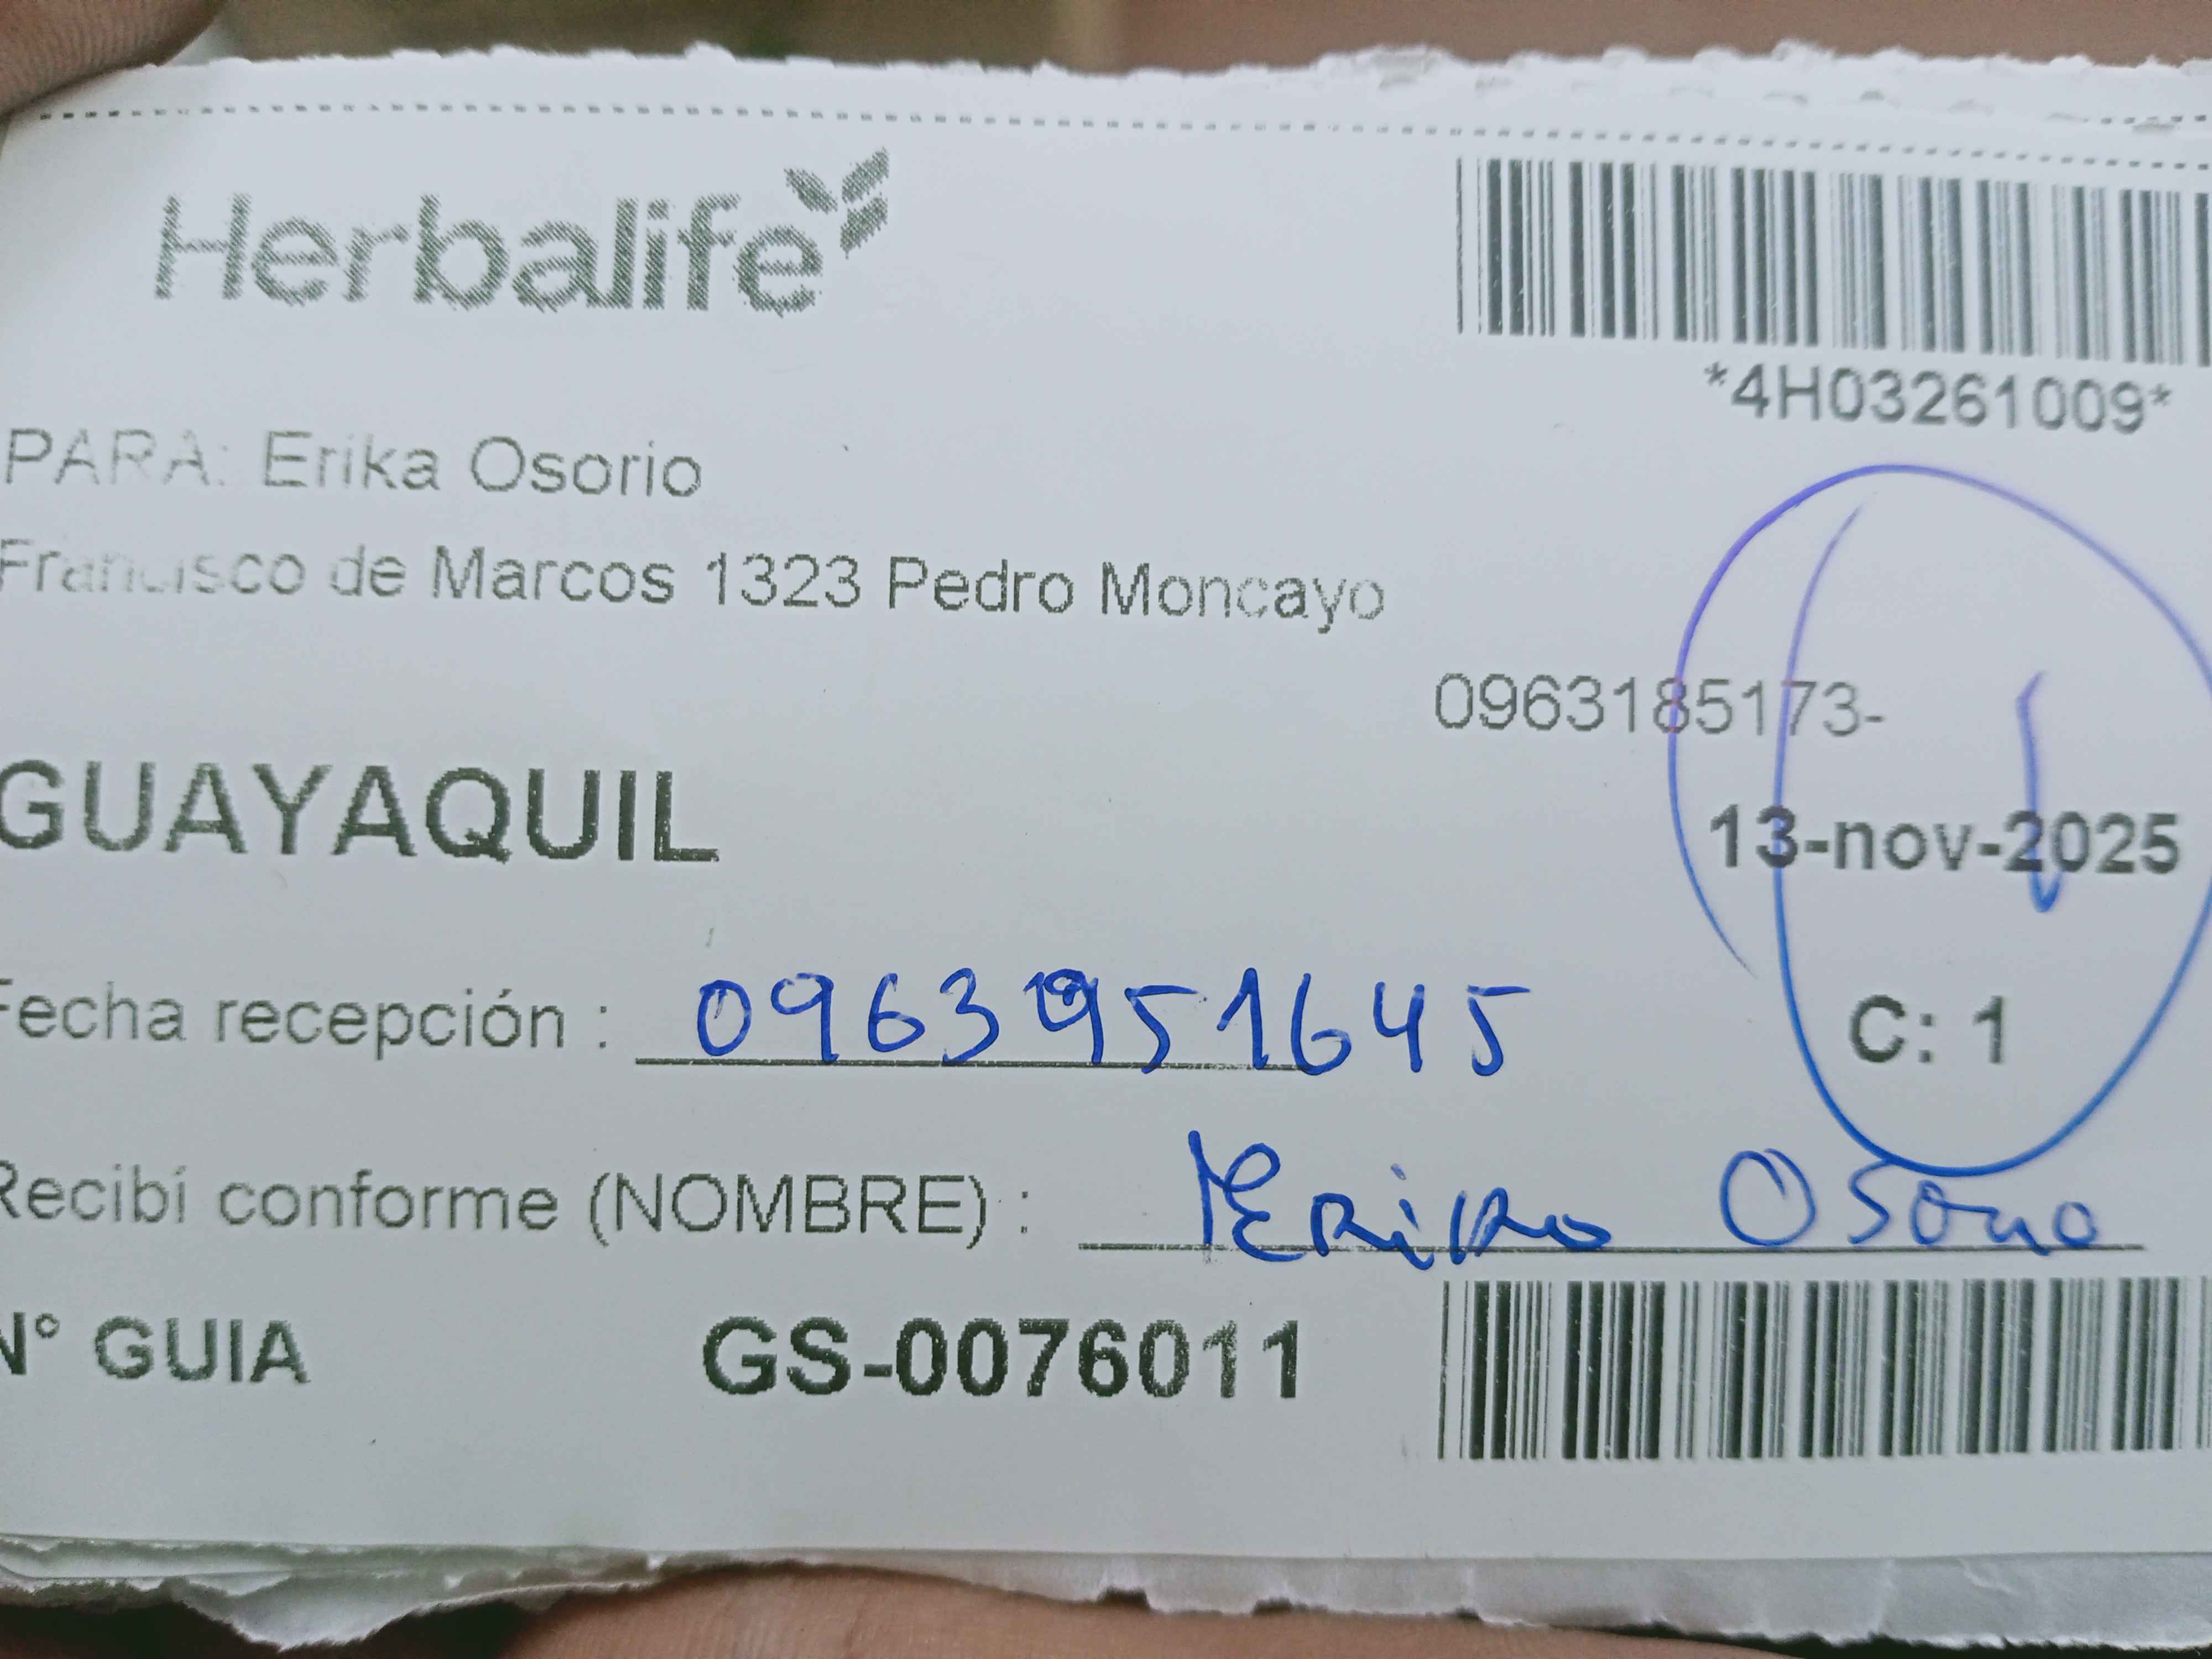 Herbalife
*4H03261009*
PARA: Erika Osorio
Francisco de Marcos 1323 Pedro Moncayo
0963185173-
GUAYAQUIL
13-nov-2025
Fecha recepción : 0963951645
C: 1
Recibí conforme (NOMBRE) : Erika Osorio
N° GUIA GS-0076011